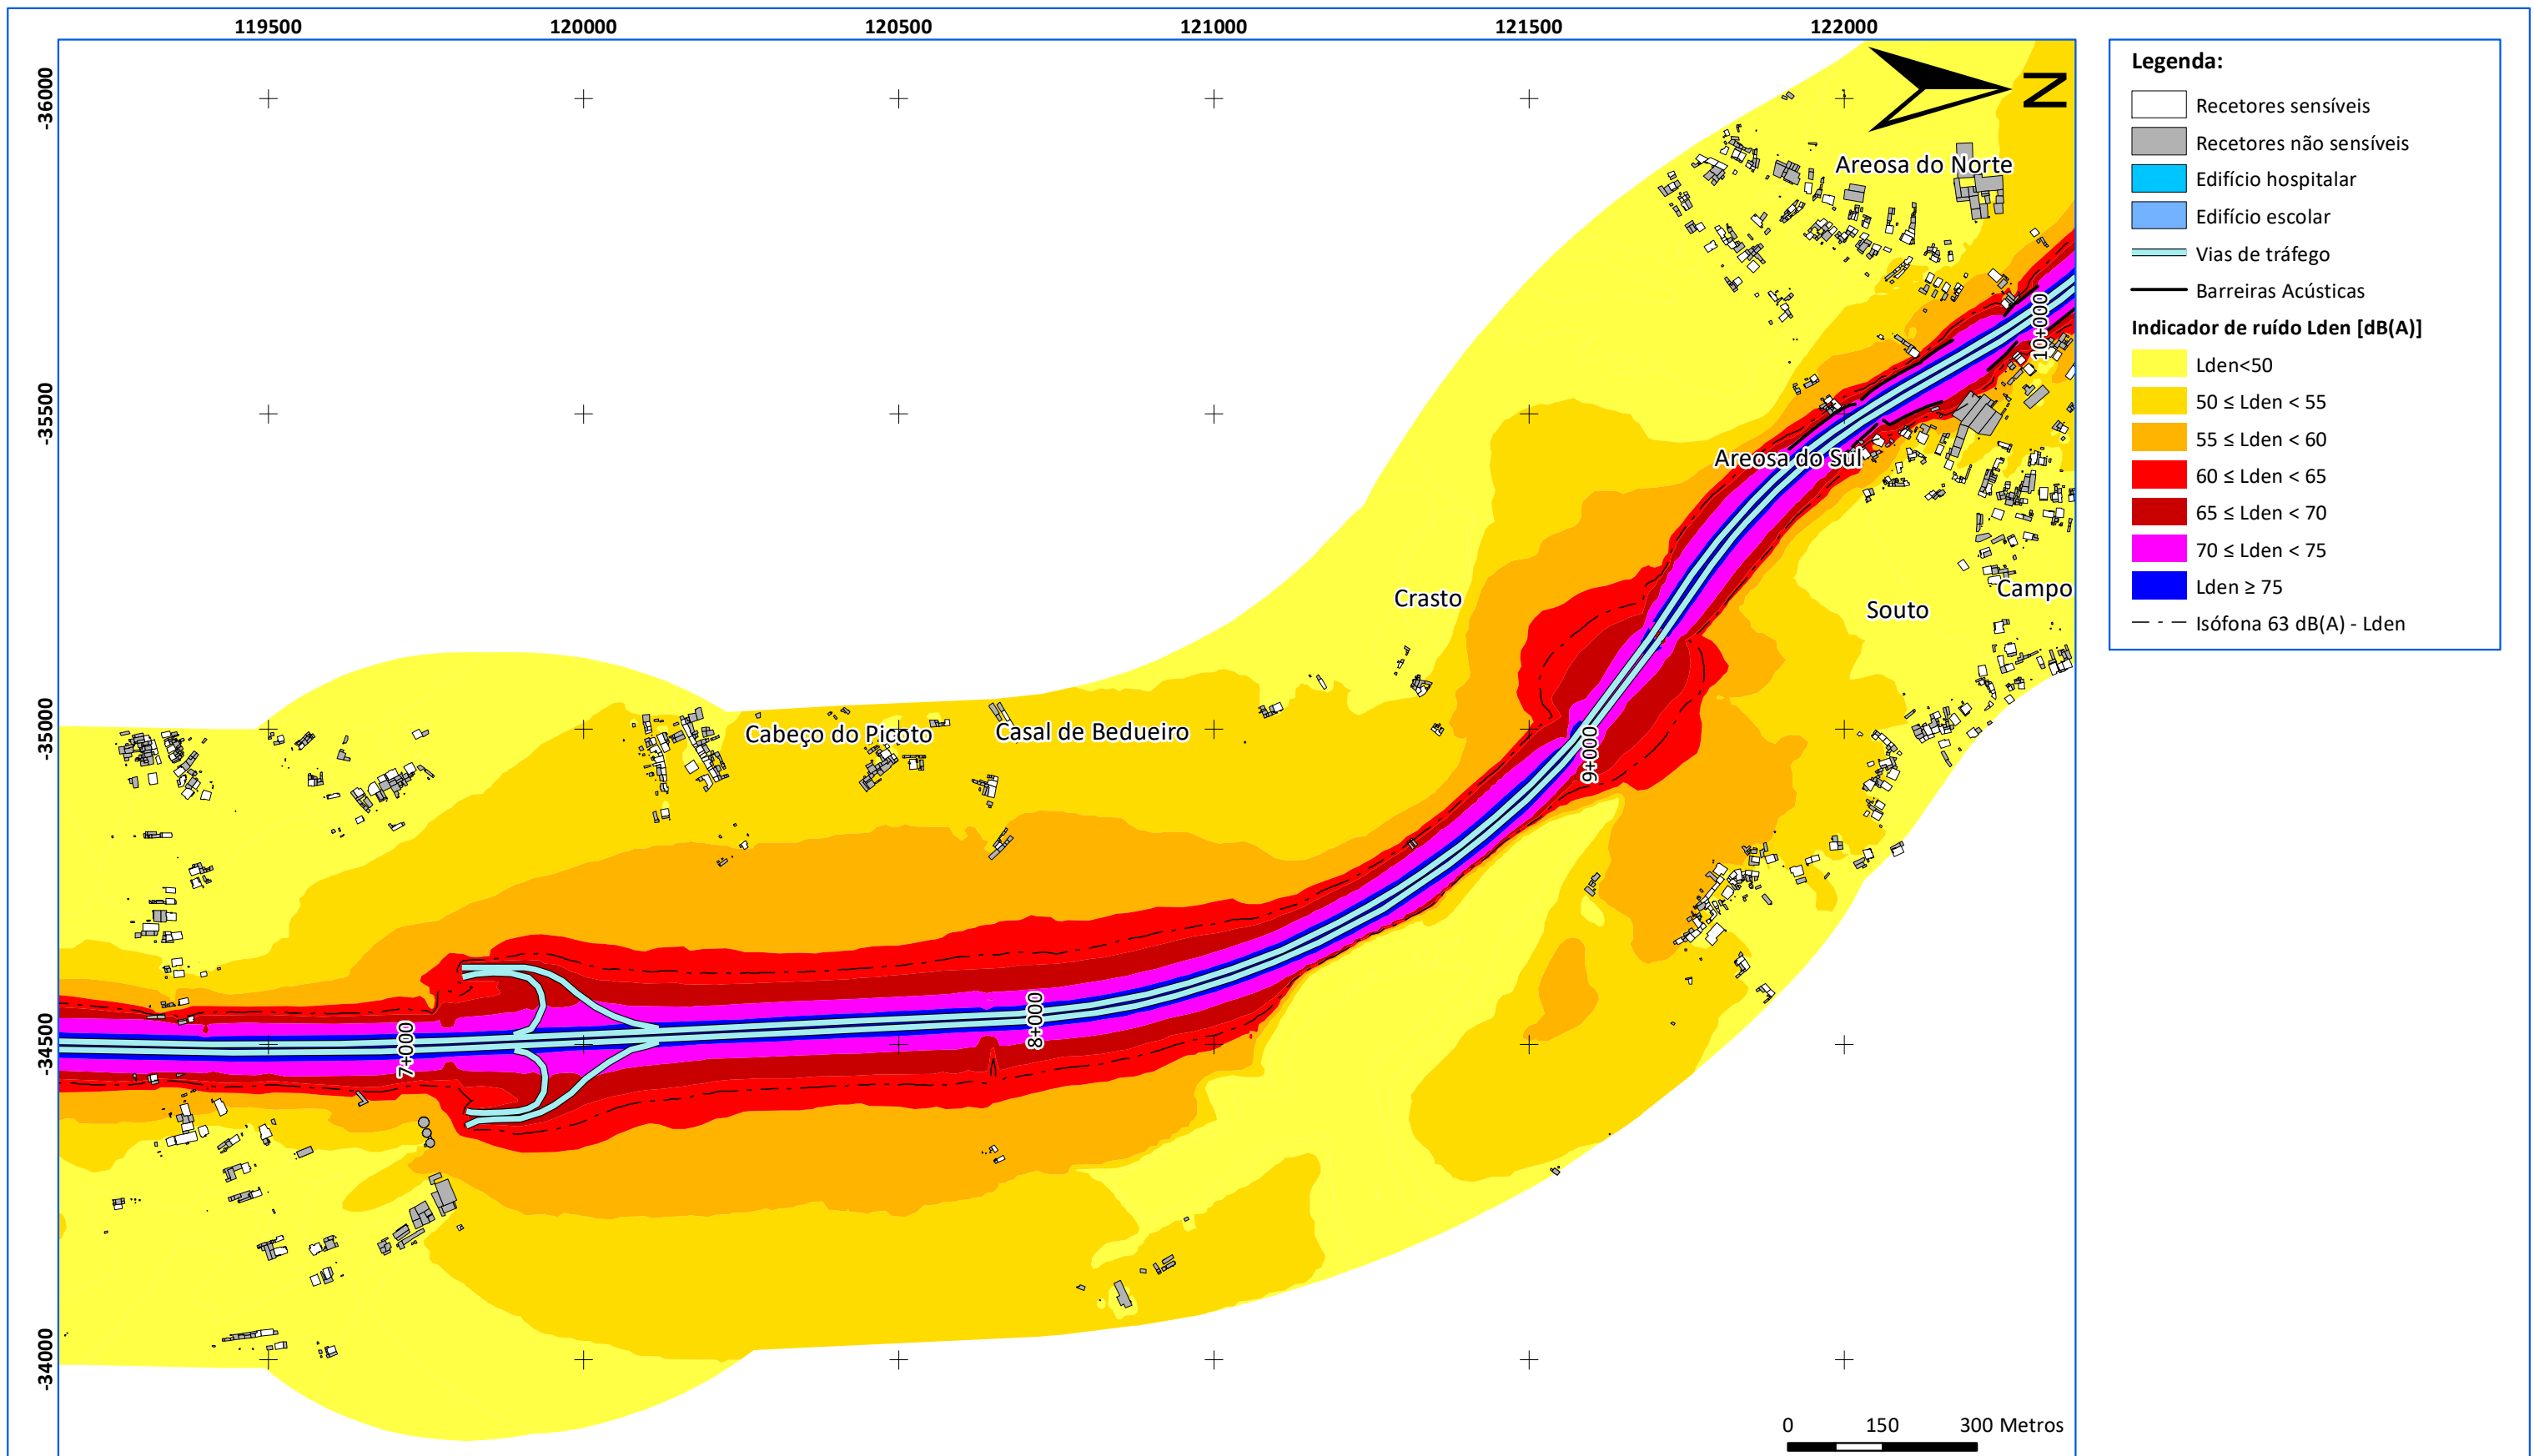 119500 120000 120500 121000 121500 122000
-36000
-35500
-35000
-34500
-34000
N
Areosa do Norte
Areosa do Sul
Crasto
Souto
Campo
Cabeço do Picoto
Casal de Bedueiro
7+000
8+000
9+000
10+000
0 150 300 Metros
Legenda:
Recetores sensíveis
Recetores não sensíveis
Edifício hospitalar
Edifício escolar
Vias de tráfego
Barreiras Acústicas
Indicador de ruído Lden [dB(A)]
Lden<50
50 ≤ Lden < 55
55 ≤ Lden < 60
60 ≤ Lden < 65
65 ≤ Lden < 70
70 ≤ Lden < 75
Lden ≥ 75
Isófona 63 dB(A) - Lden